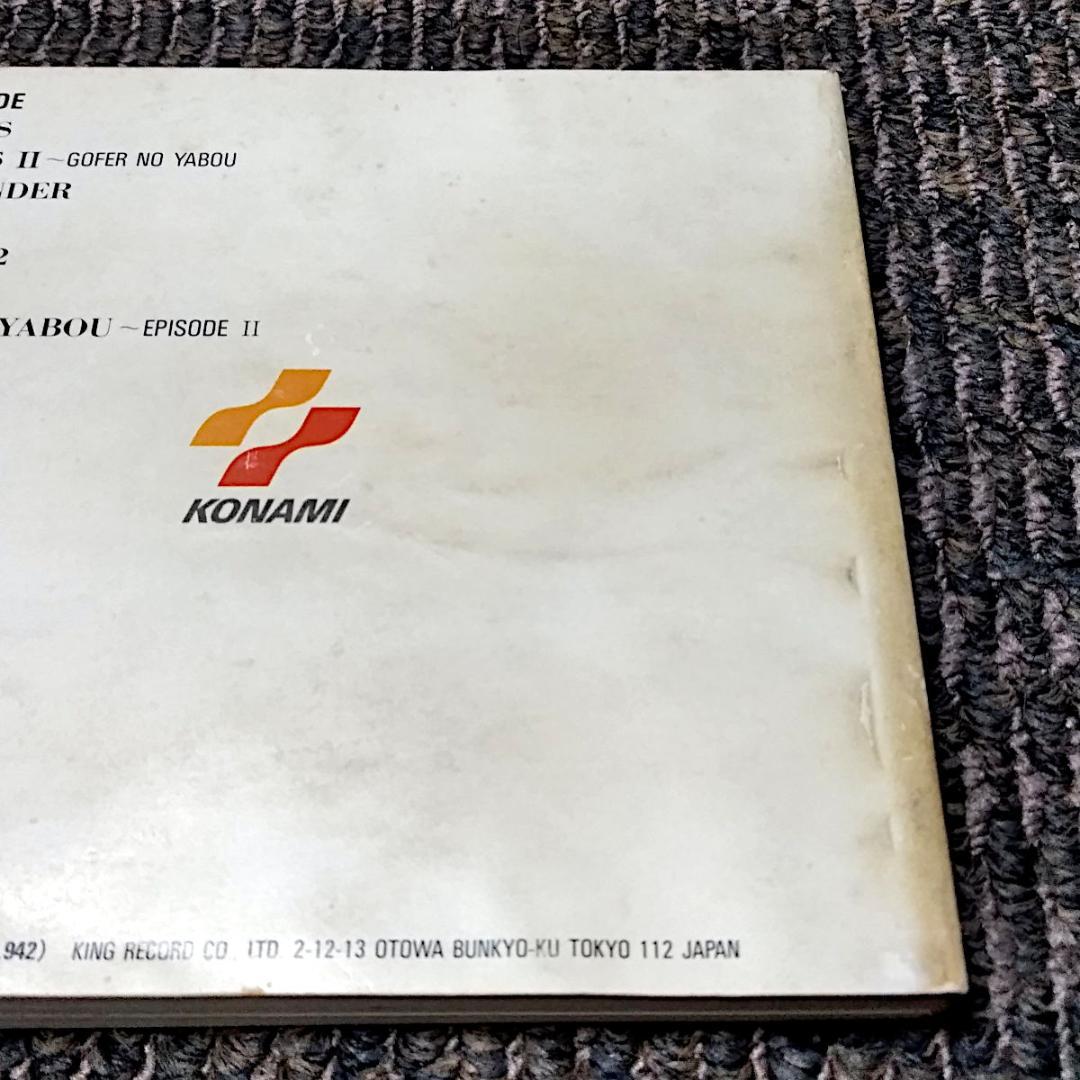 DE
S
S II ~GOFER NO YABOU
NDER
2
YABOU ~EPISODE II
KONAMI
942) KING RECORD CO., LTD. 2-12-13 OTOWA BUNKYO-KU TOKYO 112 JAPAN